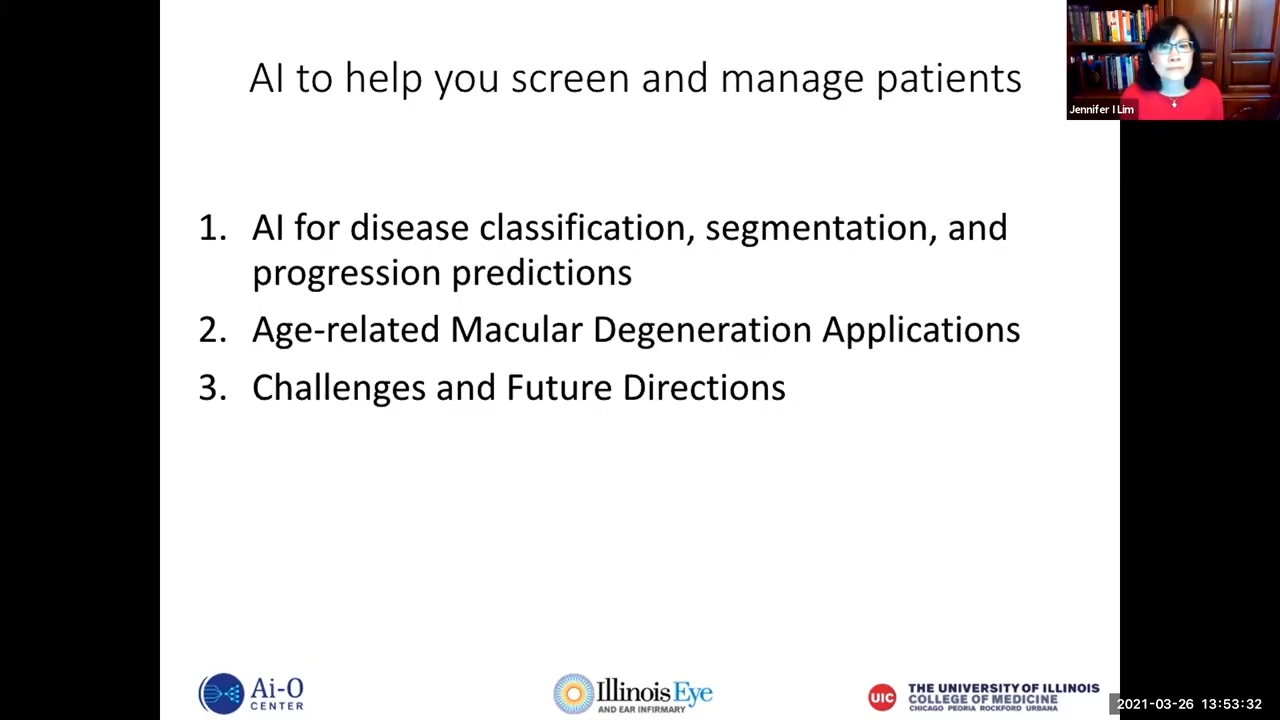 AI to help you screen and manage patients
Jennifer I Lim
1. AI for disease classification, segmentation, and
progression predictions
2. Age-related Macular Degeneration Applications
3. Challenges and Future Directions
Ai-O
CENTER
Illinois Eye
AND EAR INFIRMARY
UIC
THE UNIVERSITY OF ILLINOIS
COLLEGE OF MEDICINE
CHICAGO PEORIA ROCKFORD URBANA
2021-03-26 13:53:32